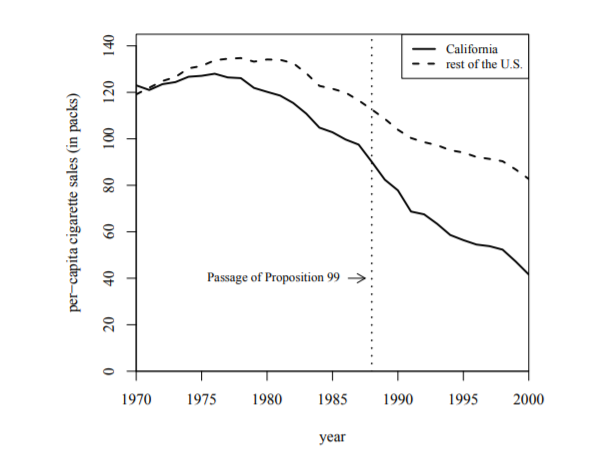 California
rest of the U.S.
per−capita cigarette sales (in packs)
140
120
100
80
60
40
20
0
Passage of Proposition 99
1970 1975 1980 1985 1990 1995 2000
year